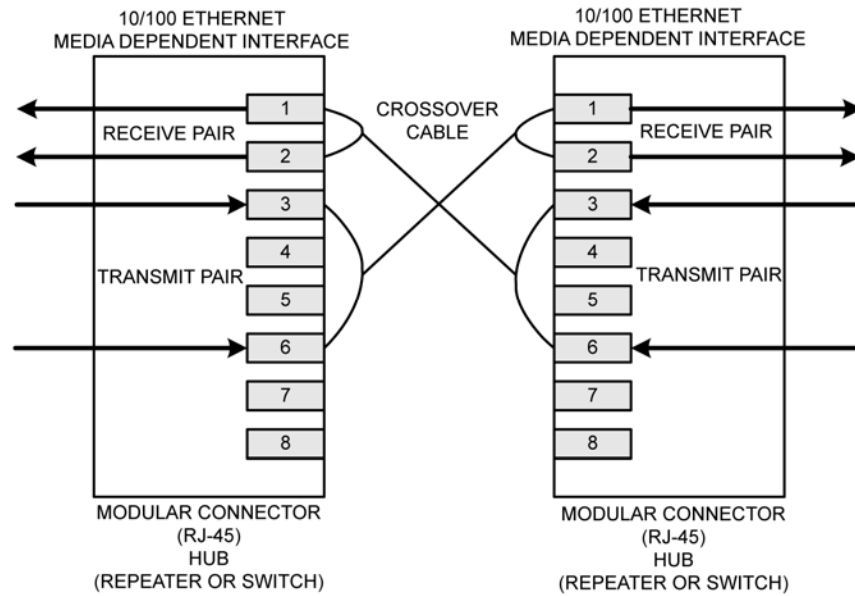 10/100 ETHERNET
MEDIA DEPENDENT INTERFACE
10/100 ETHERNET
MEDIA DEPENDENT INTERFACE
1
RECEIVE PAIR
2
3
4
TRANSMIT PAIR
5
6
7
8
CROSSOVER
CABLE
1
RECEIVE PAIR
2
3
4
TRANSMIT PAIR
5
6
7
8
MODULAR CONNECTOR
(RJ-45)
HUB
(REPEATER OR SWITCH)
MODULAR CONNECTOR
(RJ-45)
HUB
(REPEATER OR SWITCH)